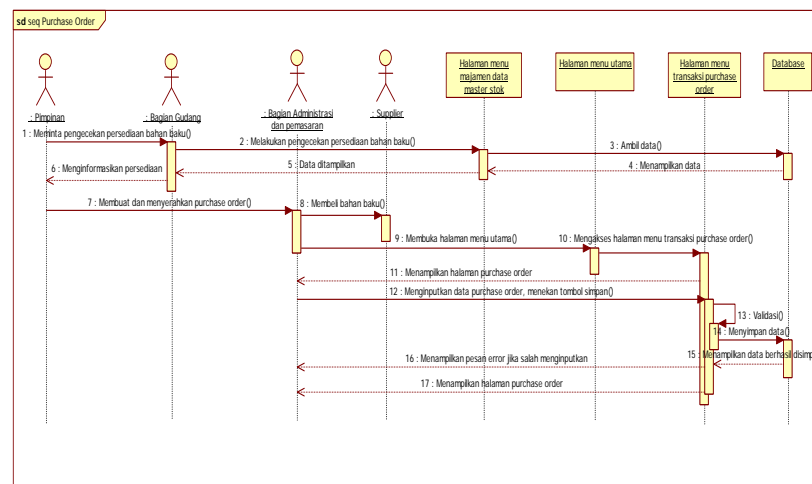 sd seq Purchase Order
: Pimpinan
: Bagian Gudang
: Bagian Administrasi
dan pemasaran
: Supplier
Halaman menu
majamen data
master stok
Halaman menu utama
Halaman menu
transaksi purchase
order
Database
1 : Meminta pengecekan persediaan bahan baku()
2 : Melakukan pengecekan persediaan bahan baku()
3 : Ambil data()
4 : Menampilkan data
5 : Data ditampilkan
6 : Menginformasikan persediaan
7 : Membuat dan menyerahkan purchase order()
8 : Membeli bahan baku()
9 : Membuka halaman menu utama()
10 : Mengakses halaman menu transaksi purchase order()
11 : Menampilkan halaman purchase order
12 : Menginputkan data purchase order, menekan tombol simpan()
13 : Validasi()
14 : Menyimpan data()
15 : Menampilkan data berhasil disimp
16 : Menampilkan pesan error jika salah menginputkan
17 : Menampilkan halaman purchase order